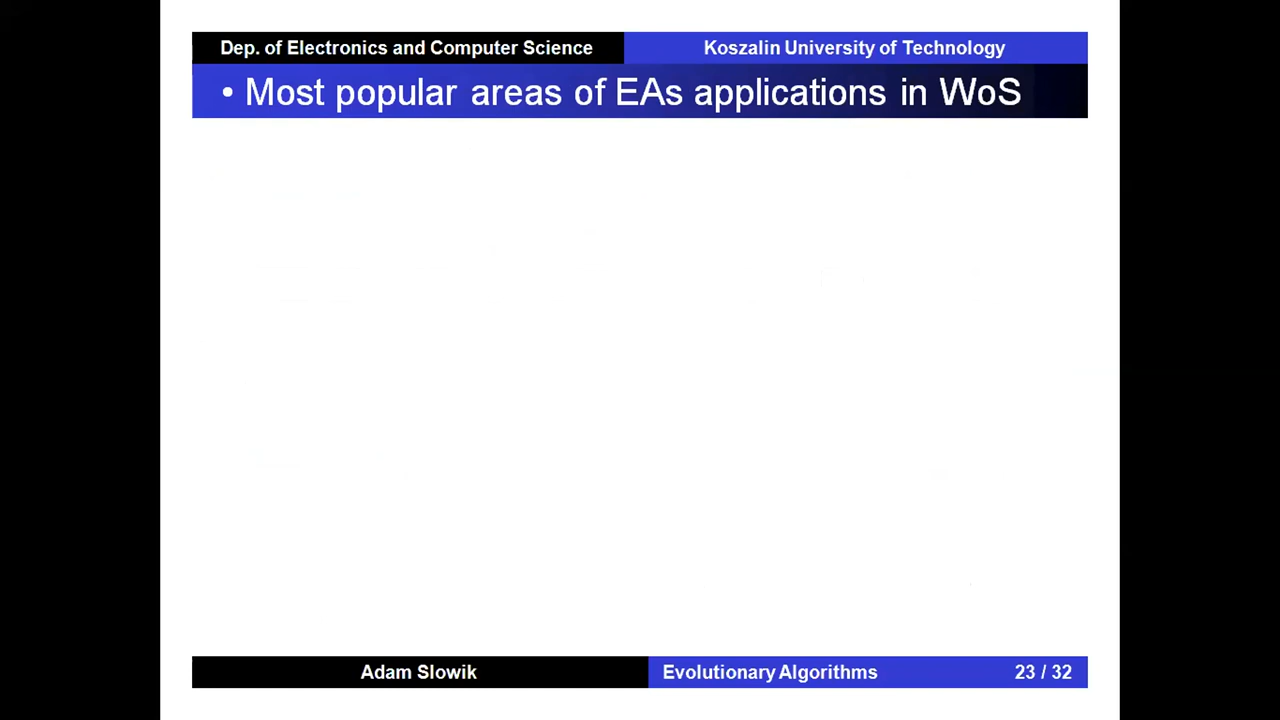 Dep. of Electronics and Computer Science Koszalin University of Technology
• Most popular areas of EAs applications in WoS
Adam Slowik Evolutionary Algorithms 23 / 32